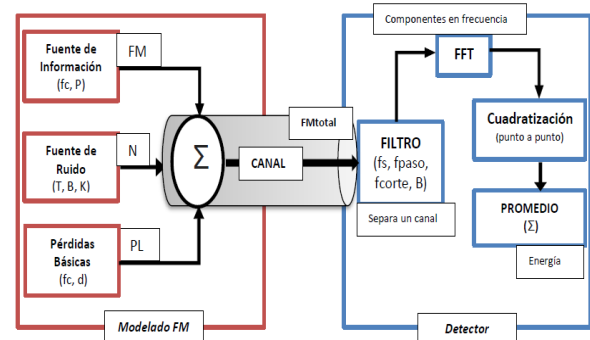 Fuente de
Información
(fc, P)
FM
Fuente de
Ruido
(T, B, K)
N
Pérdidas
Básicas
(fc, d)
PL
Σ
CANAL
FMtotal
Modelado FM
Componentes en frecuencia
FFT
FILTRO
(fs, fpaso,
fcorte, B)
Separa un canal
Cuadratización
(punto a punto)
PROMEDIO
(Σ)
Energía
Detector